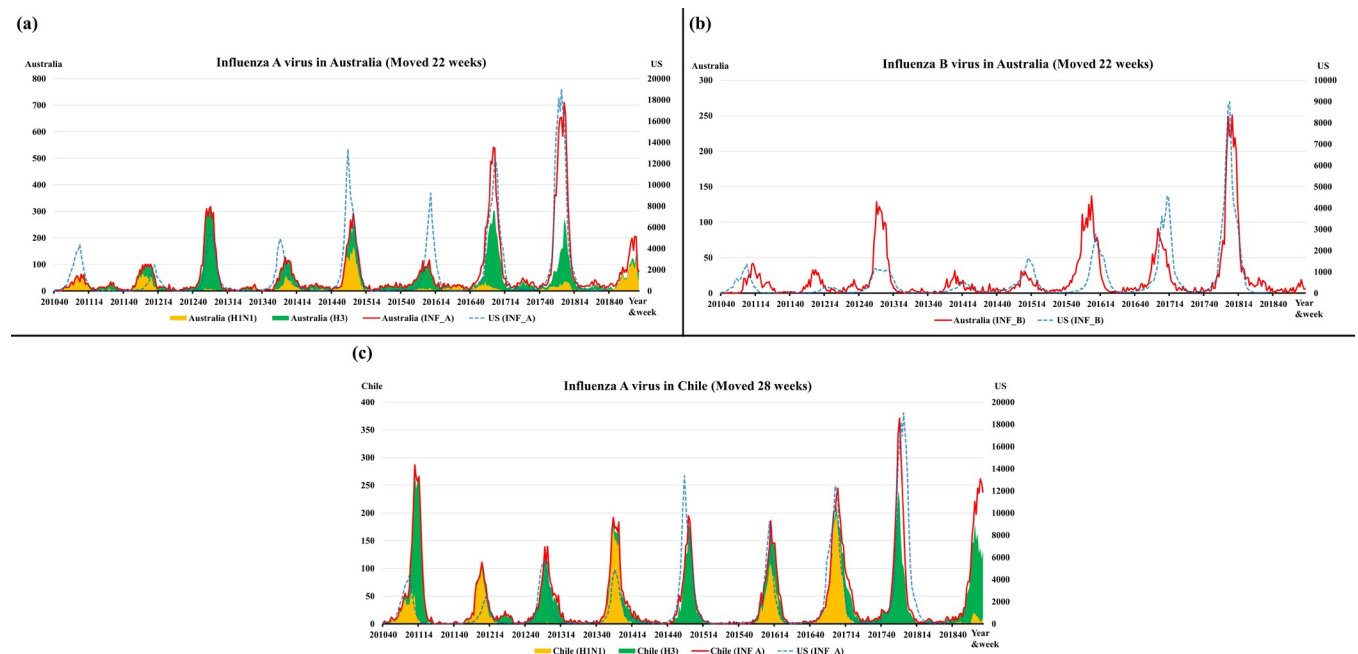 (a)
Influenza A virus in Australia (Moved 22 weeks)
Australia
US
800
700
600
500
400
300
200
100
0
20000
18000
16000
14000
12000
10000
8000
6000
4000
2000
0
201040 201114 201140 201214 201240 201314 201340 201414 201440 201514 201540 201614 201640 201714 201740 201814 201840 Year
&week
Australia (H1N1) Australia (H3) Australia (INF_A) US (INF_A)
(b)
Influenza B virus in Australia (Moved 22 weeks)
Australia
US
300
250
200
150
100
50
0
10000
9000
8000
7000
6000
5000
4000
3000
2000
1000
0
201040 201114 201140 201214 201240 201314 201340 201414 201440 201514 201540 201614 201640 201714 201740 201814 201840 Year
&week
Australia (INF_B) US (INF_B)
(c)
Influenza A virus in Chile (Moved 28 weeks)
Chile
US
400
350
300
250
200
150
100
50
0
20000
18000
16000
14000
12000
10000
8000
6000
4000
2000
0
201040 201114 201140 201214 201240 201314 201340 201414 201440 201514 201540 201614 201640 201714 201740 201814 201840 Year
&week
Chile (H1N1) Chile (H3) Chile (INF_A) US (INF_A)